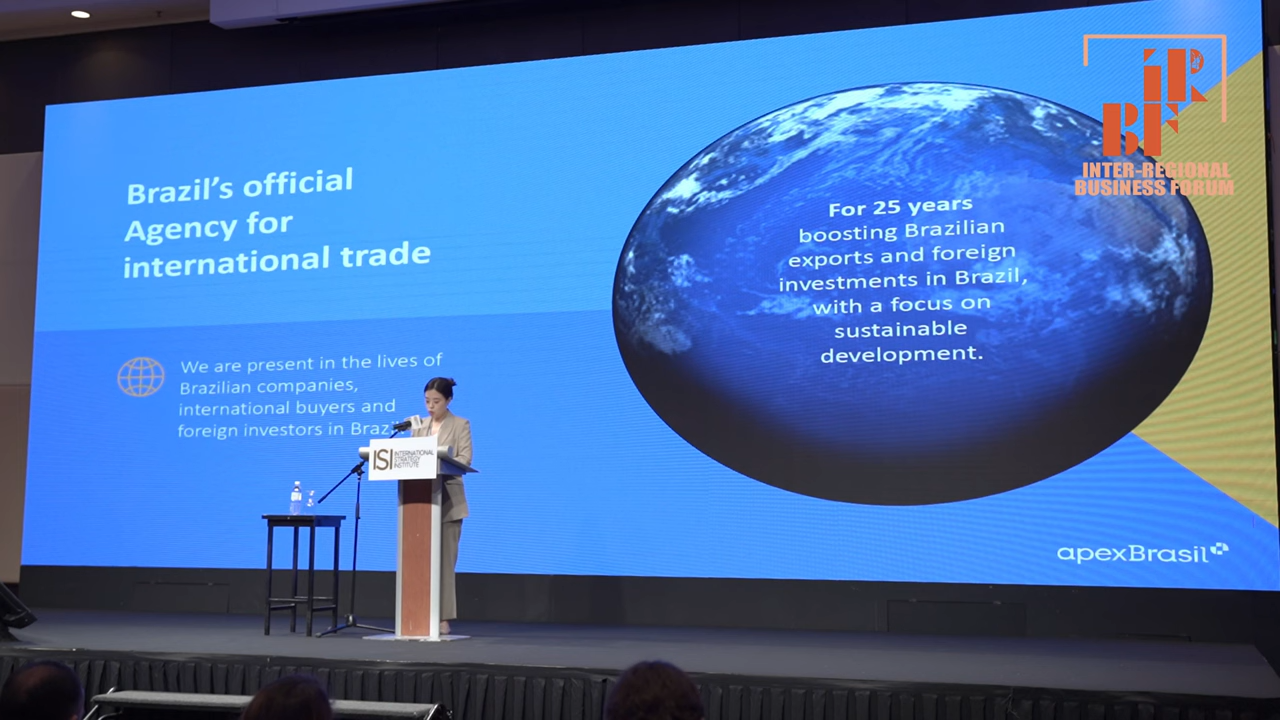 Brazil's official
Agency for
international trade
We are present in the lives of
Brazilian companies,
international buyers and
foreign investors in
For 25 years
boosting Brazilian
exports and foreign
investments in Brazil,
with a focus on
sustainable
development.
apexBrasil
ISI INTERNATIONAL
STRATEGY
INSTITUTE
IR
BF
INTER-REGIONAL
BUSINESS FORUM